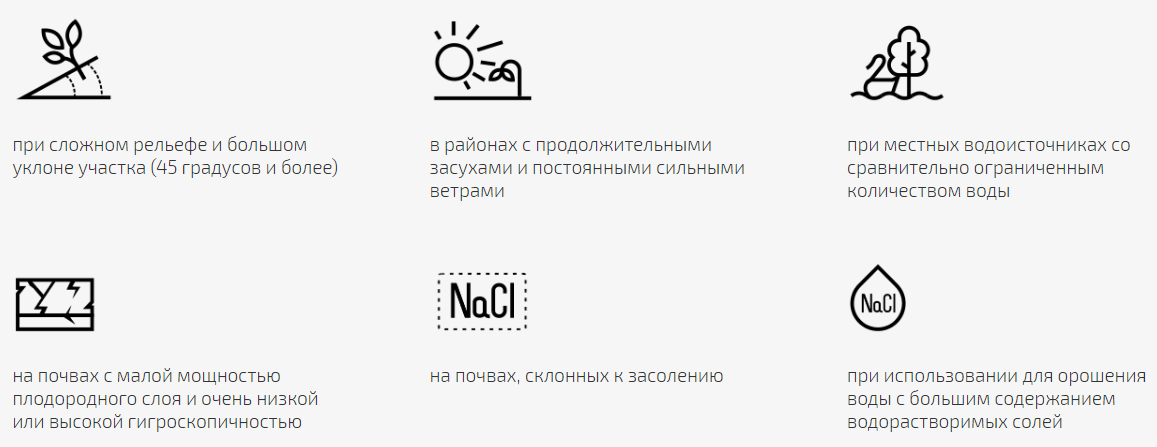 при сложном рельефе и большом
уклоне участка (45 градусов и более)
в районах с продолжительными
засухами и постоянными сильными
ветрами
при местных водоисточниках со
сравнительно ограниченным
количеством воды
NaCl
NaCl
на почвах с малой мощностью
плодородного слоя и очень низкой
или высокой гигроскопичностью
на почвах, склонных к засолению
при использовании для орошения
воды с большим содержанием
водорастворимых солей